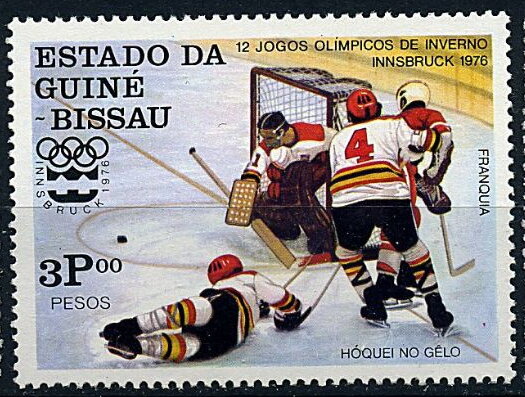 12 JOGOS OLÍMPICOS DE INVERNO
INNSBRUCK 1976
ESTADO DA
GUINÉ
-BISSAU
INNSBRUCK 1976
1
4
FRANQUIA
3P00
PESOS
HÓQUEI NO GÊLO